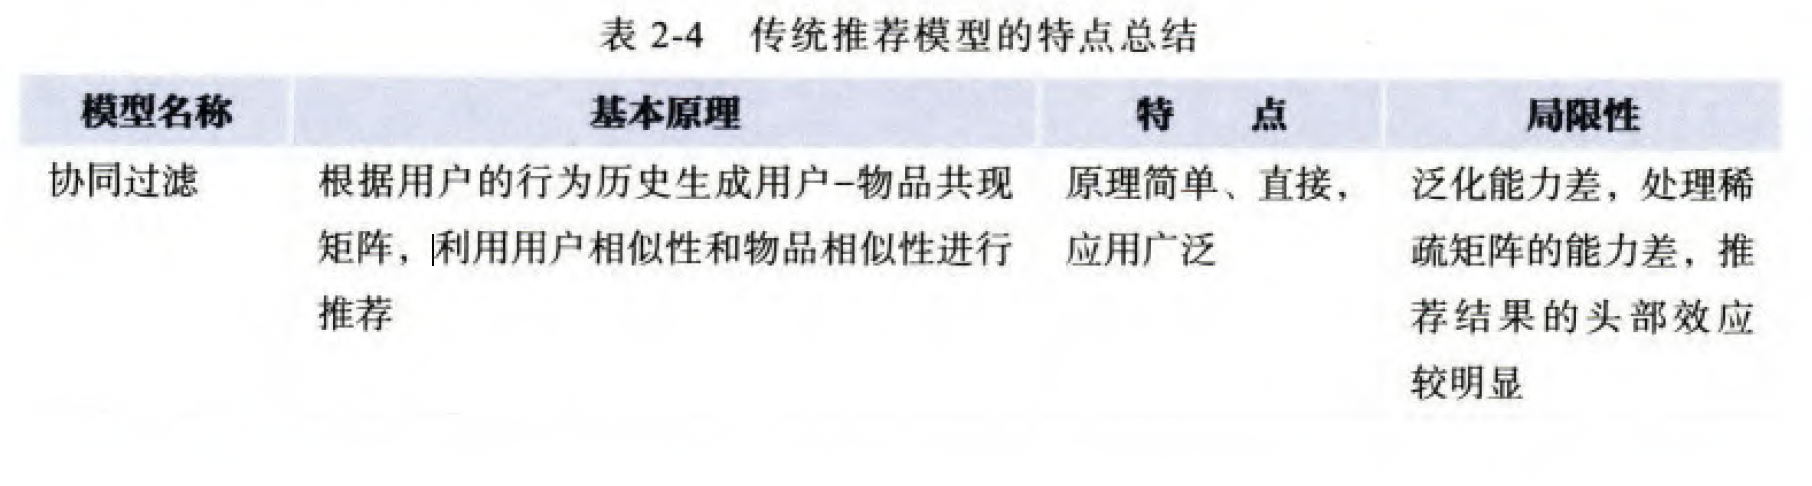 表 2-4 传统推荐模型的特点总结
模型名称 基本原理 特 点 局限性
协同过滤 根据用户的行为历史生成用户-物品共现 原理简单、直接， 泛化能力差，处理稀
矩阵，利用用户相似性和物品相似性进行 应用广泛 疏矩阵的能力差，推
推荐 荐结果的头部效应
较明显